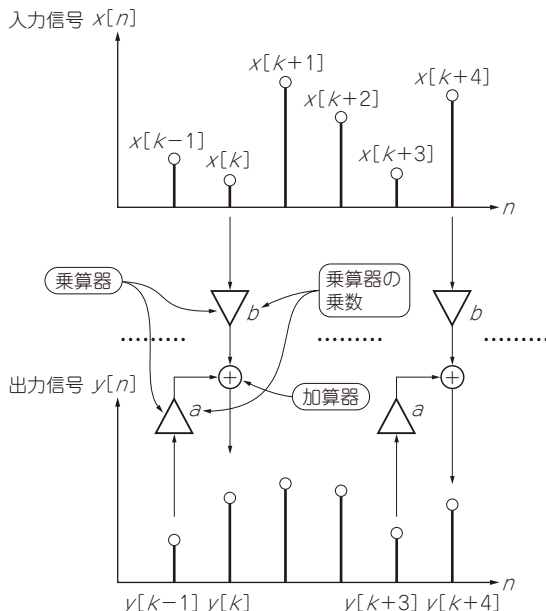 入力信号 x[n]
x[k+1]
x[k+4]
x[k+2]
x[k−1]
x[k]
x[k+3]
n
乗算器
乗算器の
乗数
b
b
出力信号 y[n]
加算器
a
a
n
y[k−1] y[k]
y[k+3] y[k+4]